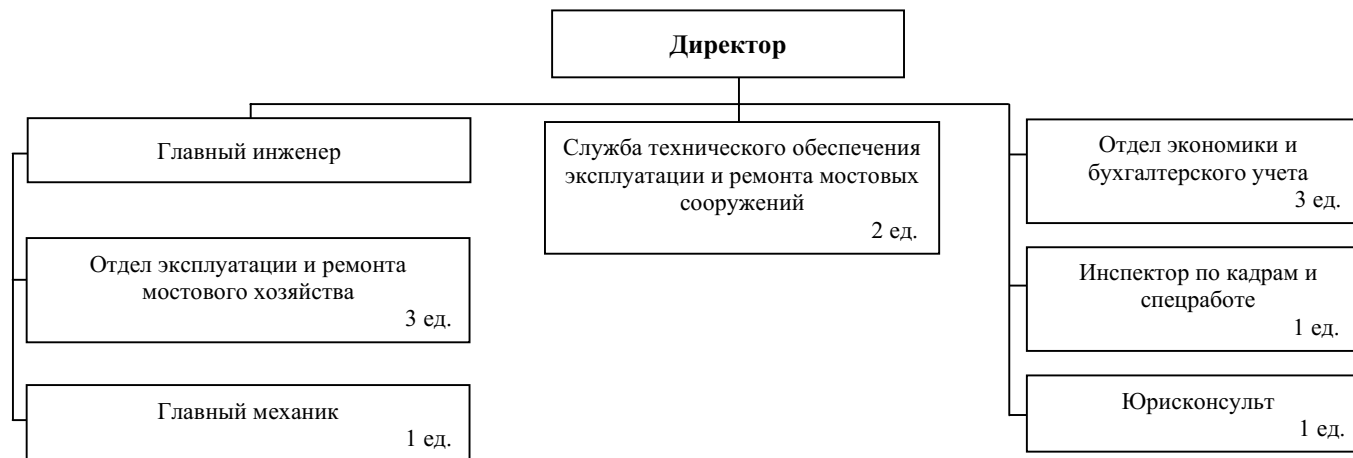 Директор
Главный инженер
Служба технического обеспечения
эксплуатации и ремонта мостовых
сооружений
2 ед.
Отдел экономики и
бухгалтерского учета
3 ед.
Отдел эксплуатации и ремонта
мостового хозяйства
3 ед.
Инспектор по кадрам и
спецработе
1 ед.
Главный механик
1 ед.
Юрисконсульт
1 ед.